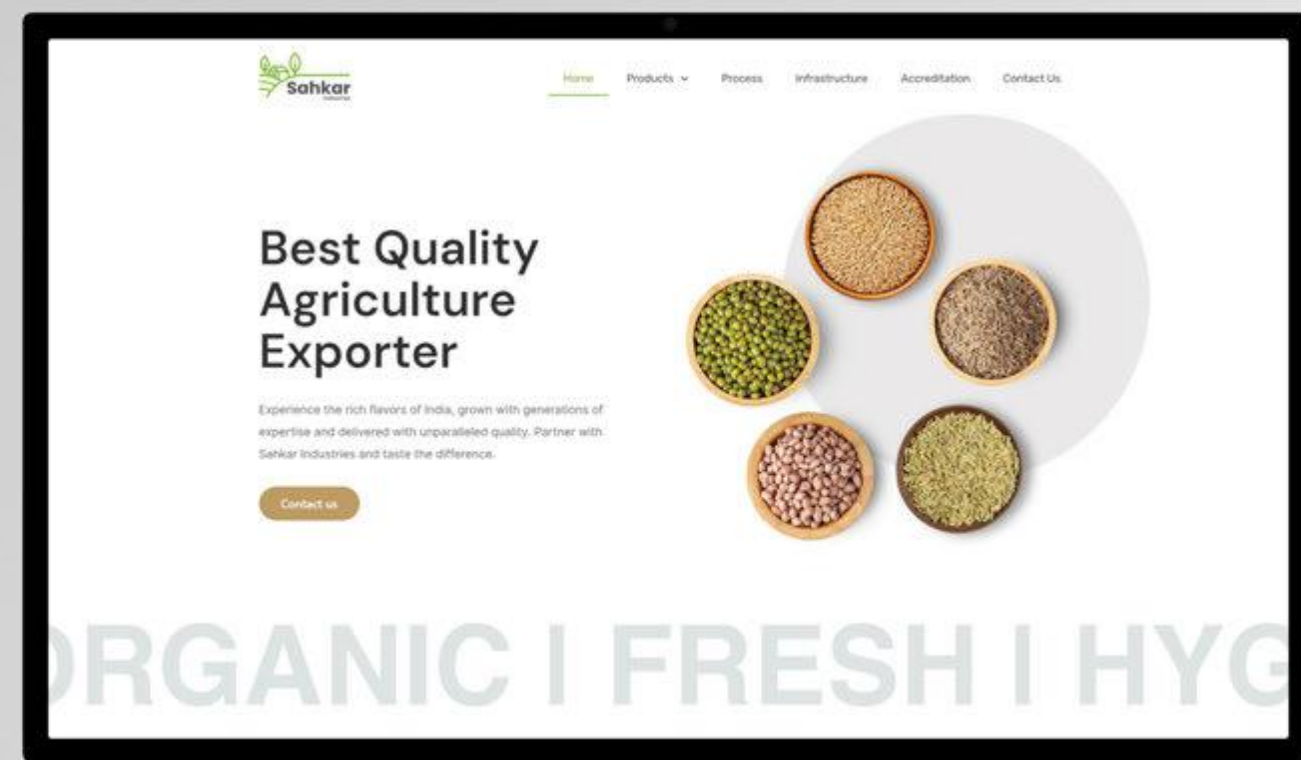 Sahkar
Industries
Home Products Process Infrastructure Accreditation Contact Us
Best Quality
Agriculture
Exporter
Experience the rich flavors of India, grown with generations of
expertise and delivered with unparalleled quality. Partner with
Sahkar Industries and taste the difference.
Contact us
ORGANIC | FRESH | HYG